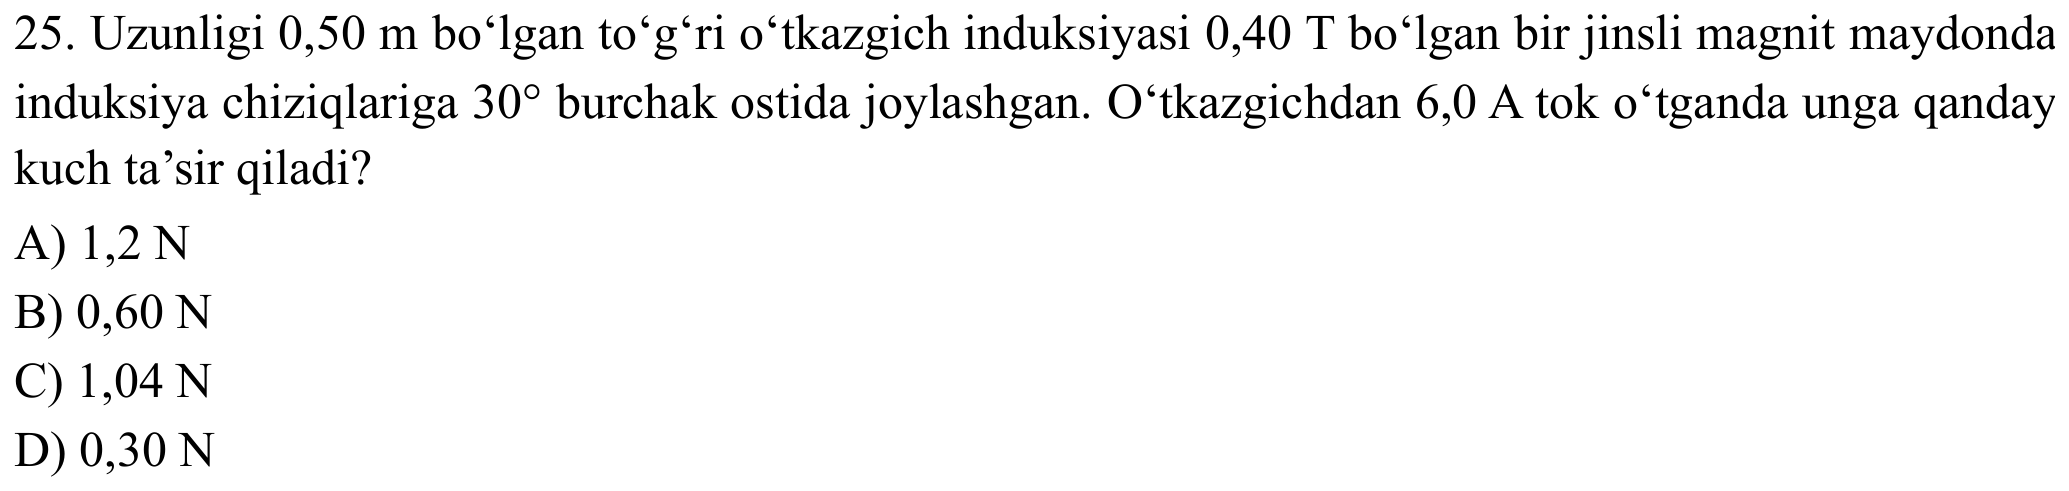 25. Uzunligi 0,50 m bo‘lgan to‘g‘ri o‘tkazgich induksiyasi 0,40 T bo‘lgan bir jinsli magnit maydonda
induksiya chiziqlariga 30° burchak ostida joylashgan. O‘tkazgichdan 6,0 A tok o‘tganda unga qanday
kuch ta’sir qiladi?
A) 1,2 N
B) 0,60 N
C) 1,04 N
D) 0,30 N